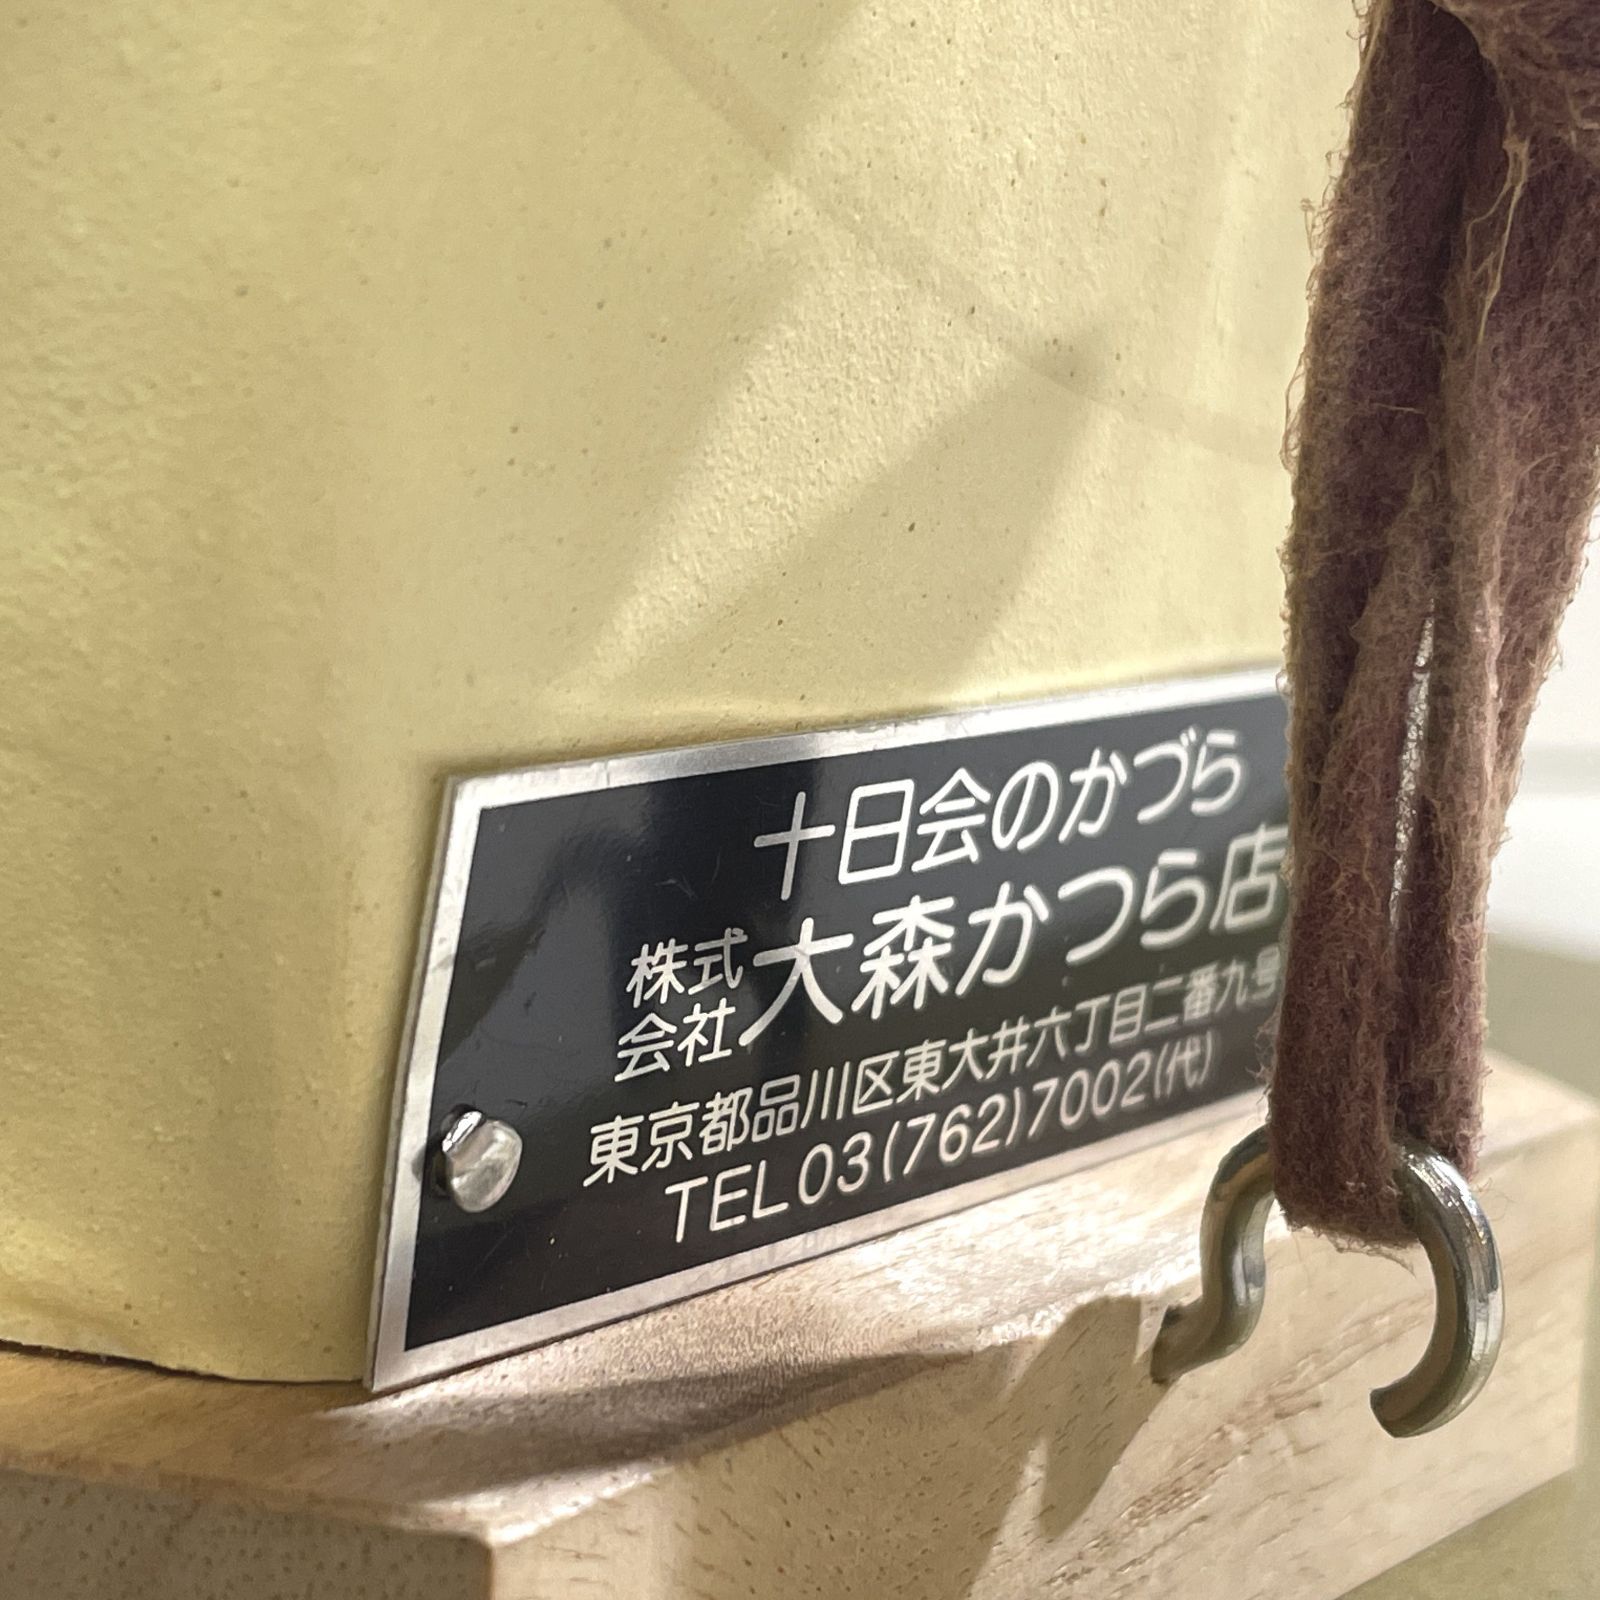 十日会のかづら
株式会社大森かつら店
東京都品川区東大井六丁目二番九号
TEL 03(762)7002(代)